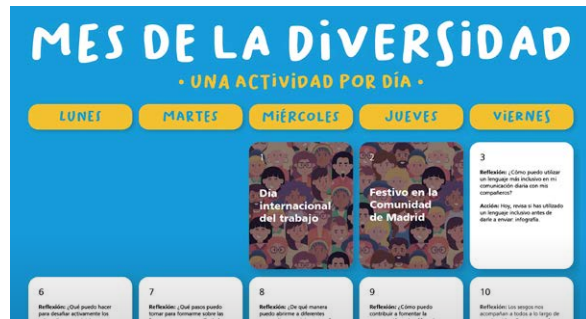 MES DE LA DiVERSiDAD
• UNA ACTiViDAD POR DÍA •
LUNES MARTES MiÉRCOLES JUEVES ViERNES
1
Día
internacional
del trabajo
2
Festivo en la
Comunidad
de Madrid
3
Reflexión: ¿Cómo puedo utilizar
un lenguaje más inclusivo en mi
comunicación diaria con mis
compañeros?
Acción: Hoy, revisa si has utilizado
un lenguaje inclusivo antes de
darle a enviar: infografía.
6
Reflexión: ¿Qué puedo hacer
para desafiar activamente los
7
Reflexión: ¿Qué pasos puedo
tomar para formarme sobre las
8
Reflexión: ¿De qué manera
puedo abrirme a diferentes
9
Reflexión: ¿Cómo puedo
contribuir a fomentar la
10
Reflexión: Los sesgos nos
acompañan a todos a lo largo de